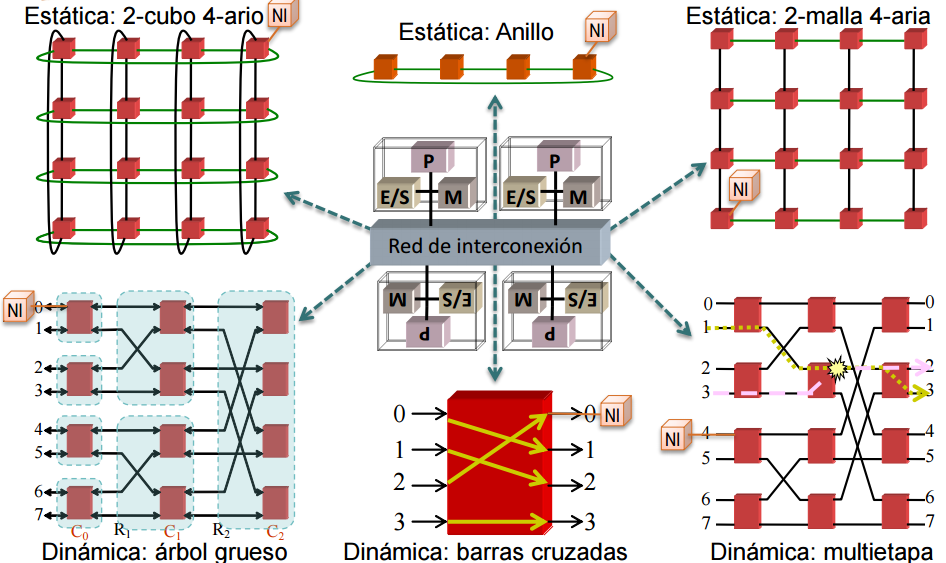 Estática: 2-cubo 4-ario
NI
Estática: Anillo
NI
Estática: 2-malla 4-aria
NI
P
E/S
M
P
E/S
M
Red de interconexión
M
E/S
P
M
E/S
P
NI
0
1
2
3
4
5
6
7
C0
R1
C1
R2
C2
Dinámica: árbol grueso
0
1
2
3
0
1
2
3
NI
Dinámica: barras cruzadas
0
1
2
3
4
5
6
7
NI
0
1
2
3
4
5
6
7
Dinámica: multietapa